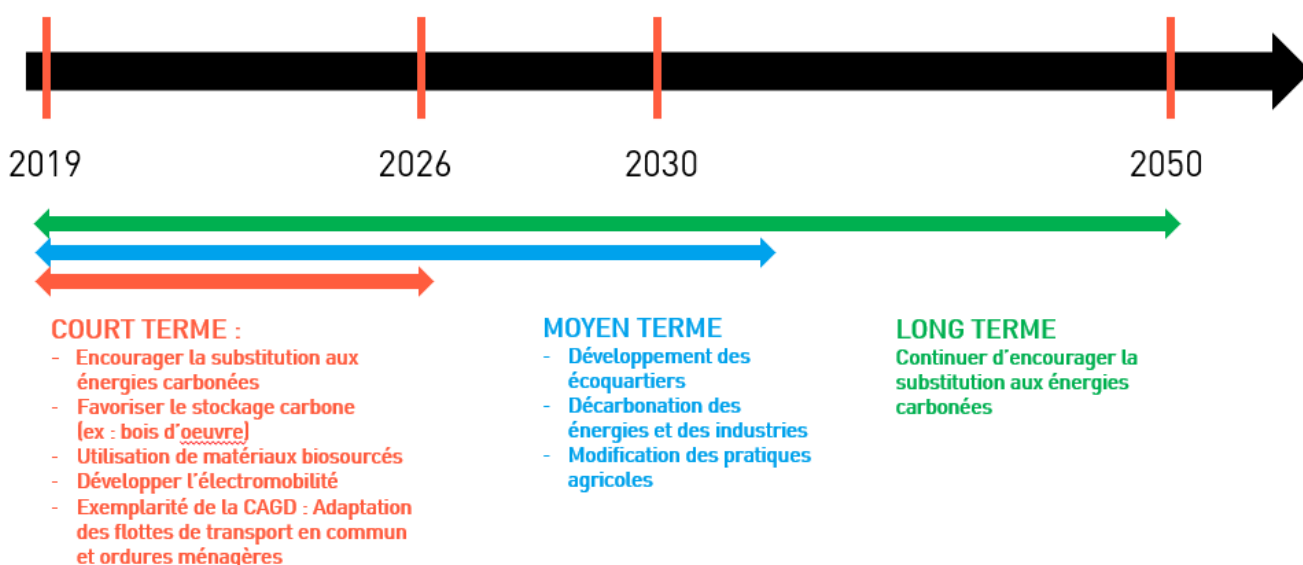 2019
2026
2030
2050
COURT TERME :
- Encourager la substitution aux
énergies carbonées
- Favoriser le stockage carbone
(ex : bois d'oeuvre)
- Utilisation de matériaux biosourcés
- Développer l'électromobilité
- Exemplarité de la CAGD : Adaptation
des flottes de transport en commun
et ordures ménagères
MOYEN TERME
- Développement des
écoquartiers
- Décarbonation des
énergies et des industries
- Modification des pratiques
agricoles
LONG TERME
Continuer d'encourager la
substitution aux énergies
carbonées